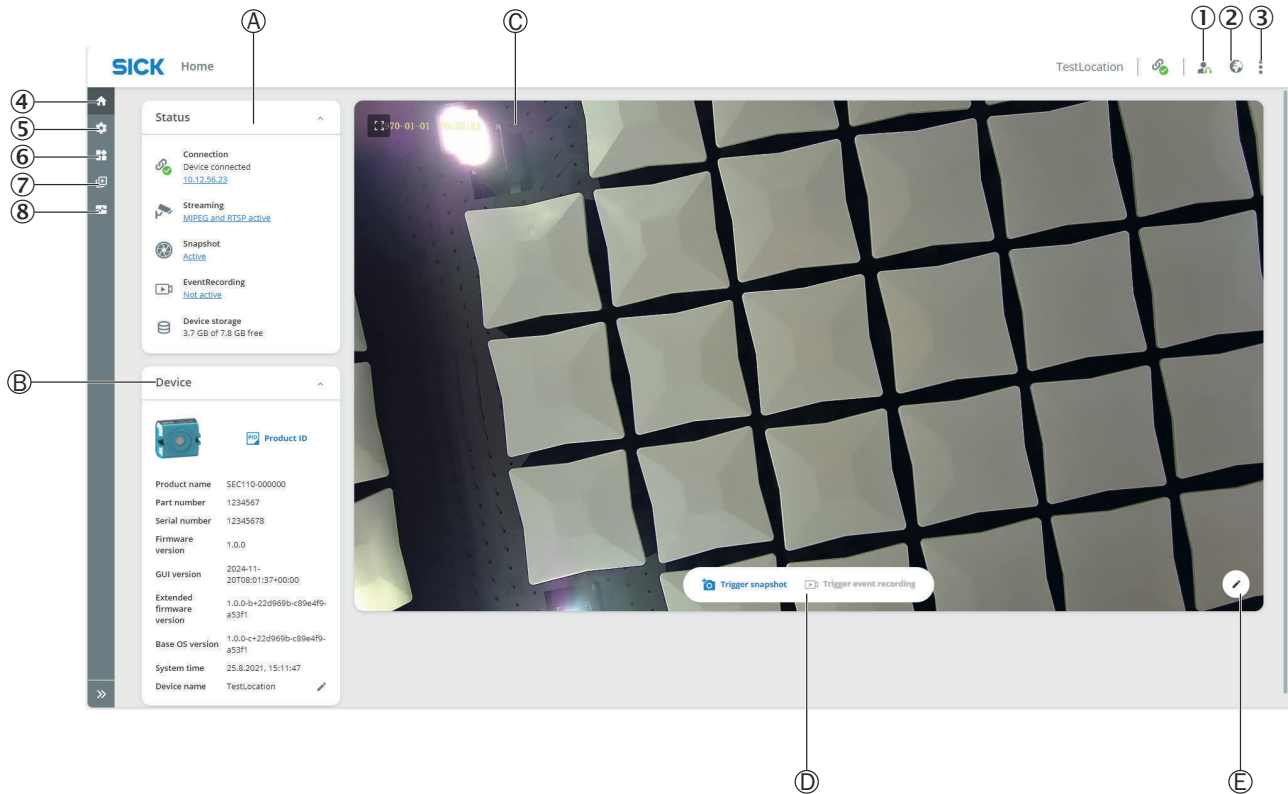 Ⓐ
Ⓒ
① ② ③
SICK Home
TestLocation
④
⑤
⑥
⑦
⑧
Status
Connection
Device connected
10.12.56.23
Streaming
MJPEG and RTSP active
Snapshot
Active
EventRecording
Not active
Device storage
3.7 GB of 7.8 GB free
Ⓑ
Device
PID Product ID
Product name SEC110-000000
Part number 1234567
Serial number 12345678
Firmware
version
1.0.0
GUI version
2024-11-
20T08:01:37+00:00
Extended
firmware
version
1.0.0-b+22d969b-c89e4f9-
a53f1
Base OS version
1.0.0-c+22d969b-c89e4f9-
a53f1
System time 25.8.2021, 15:11:47
Device name TestLocation
Trigger snapshot Trigger event recording
Ⓓ
Ⓔ